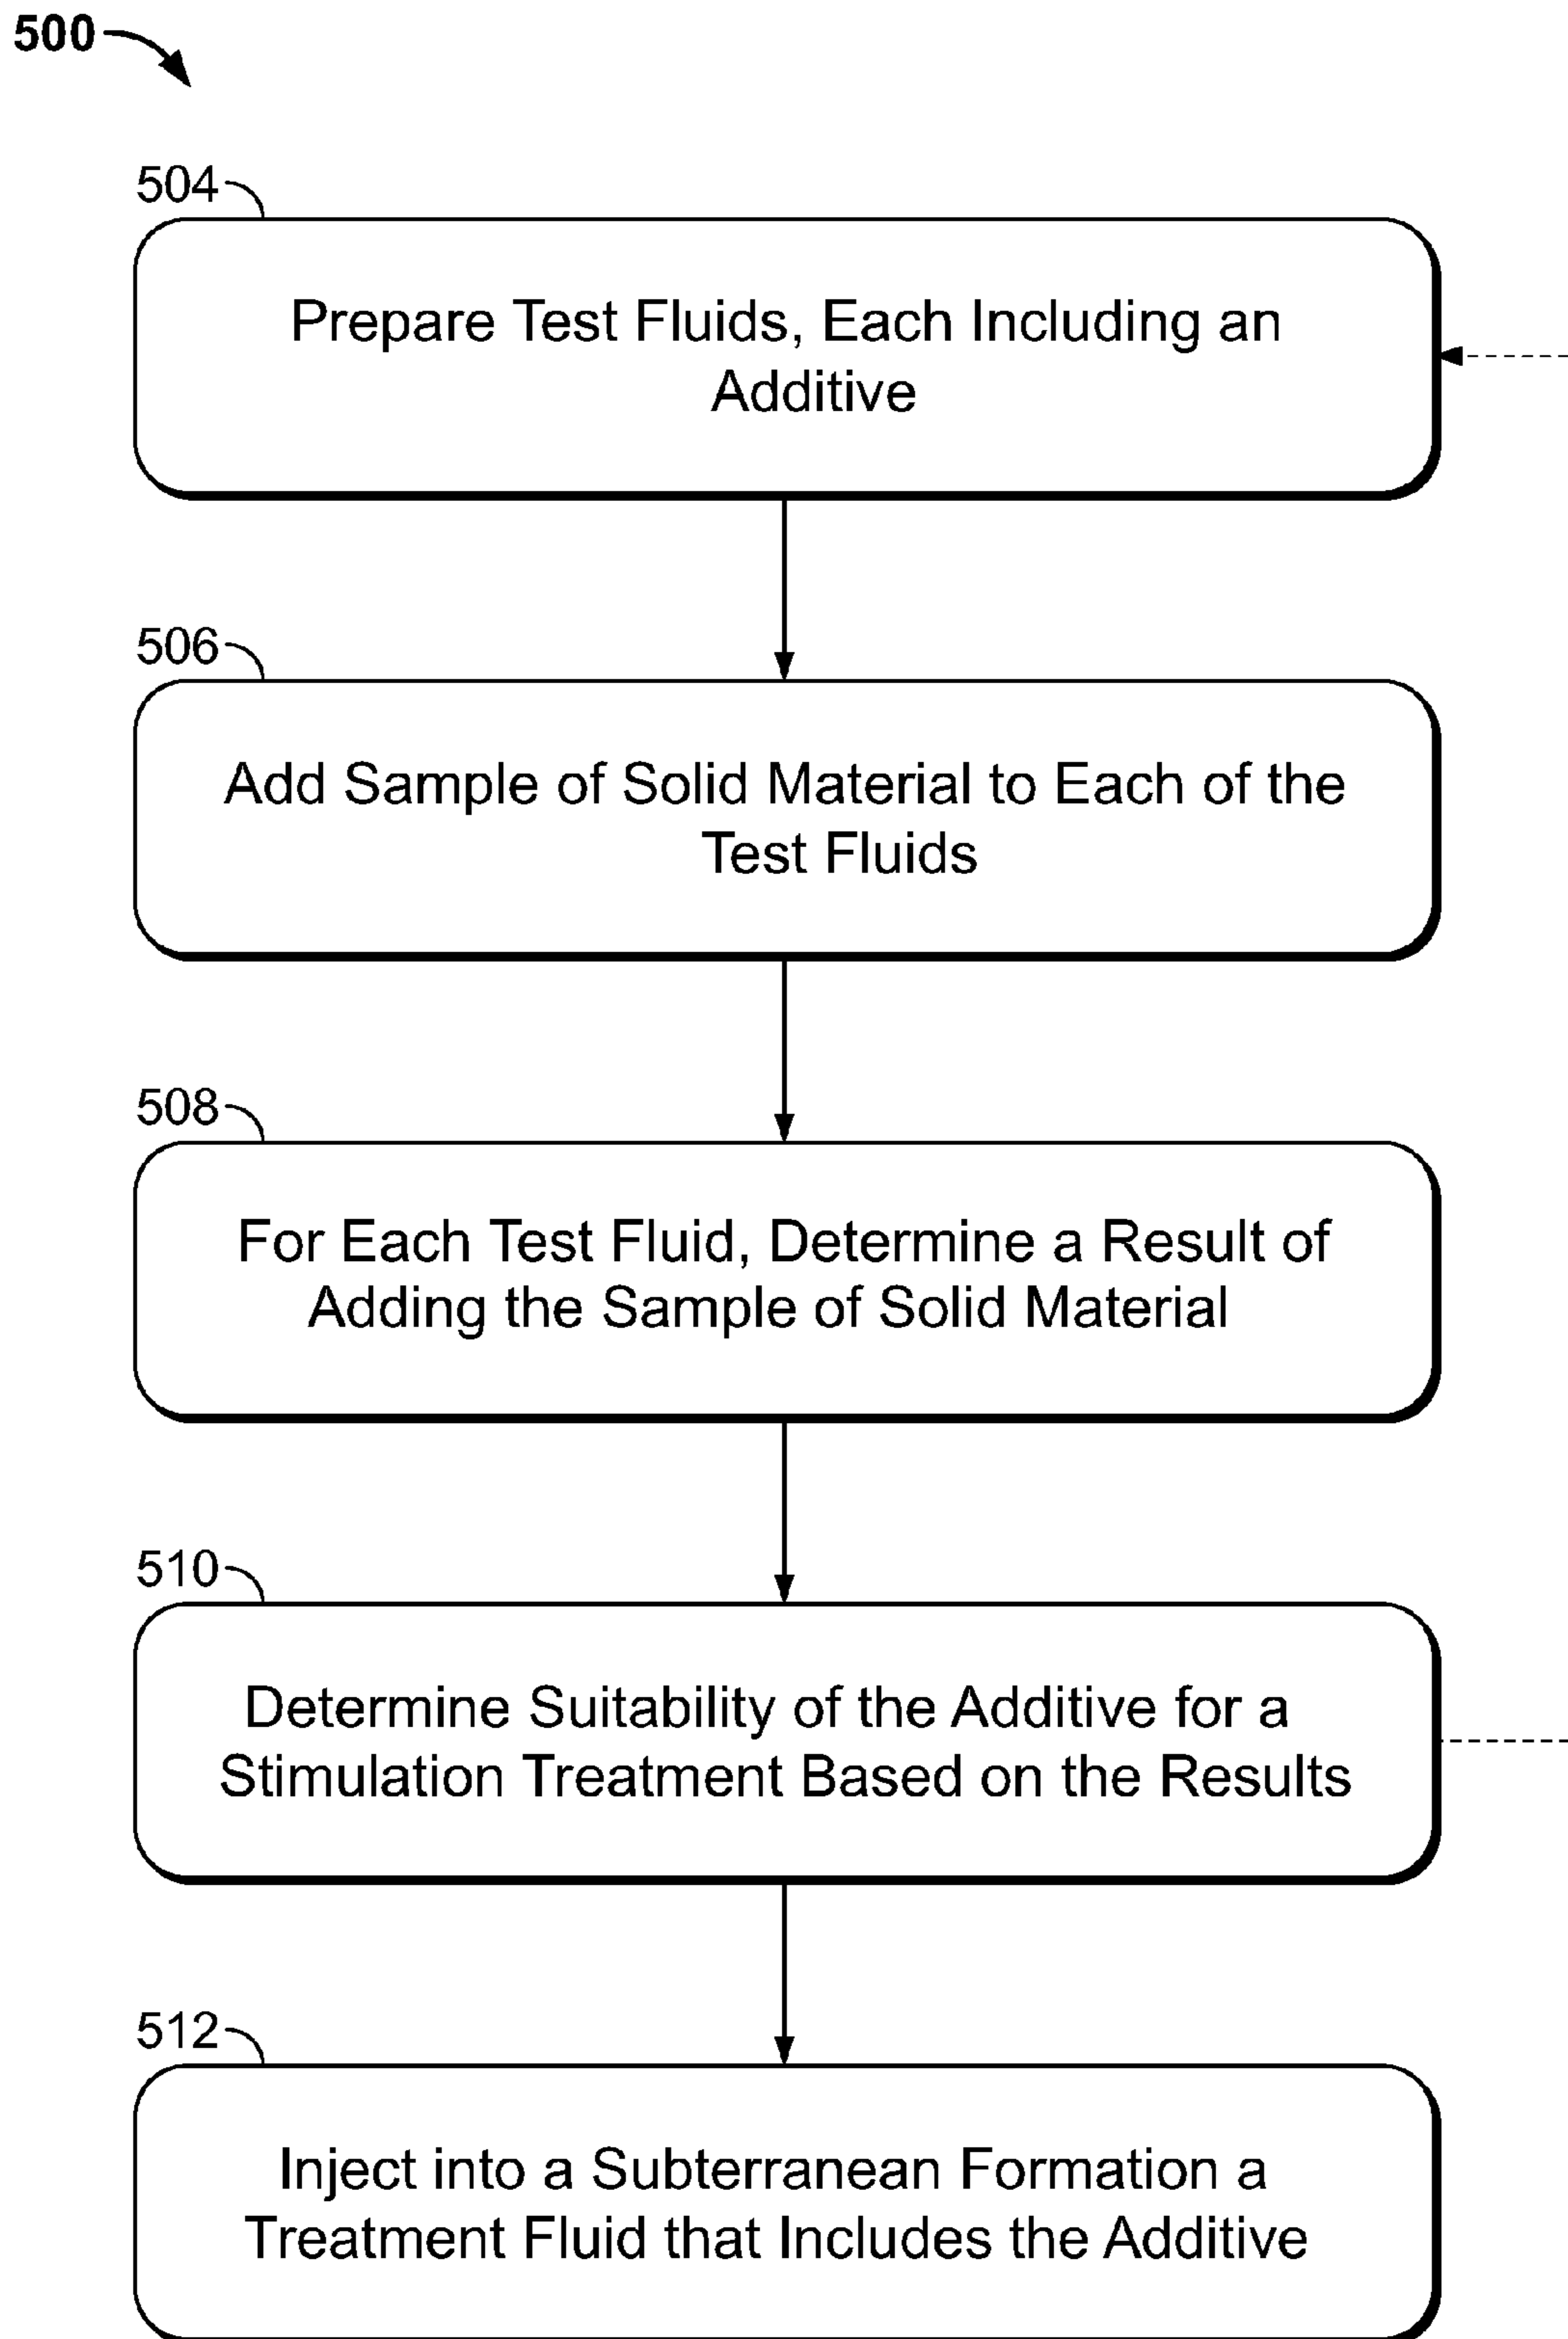 500
504
Prepare Test Fluids, Each Including an
Additive
506
Add Sample of Solid Material to Each of the
Test Fluids
508
For Each Test Fluid, Determine a Result of
Adding the Sample of Solid Material
510
Determine Suitability of the Additive for a
Stimulation Treatment Based on the Results
512
Inject into a Subterranean Formation a
Treatment Fluid that Includes the Additive